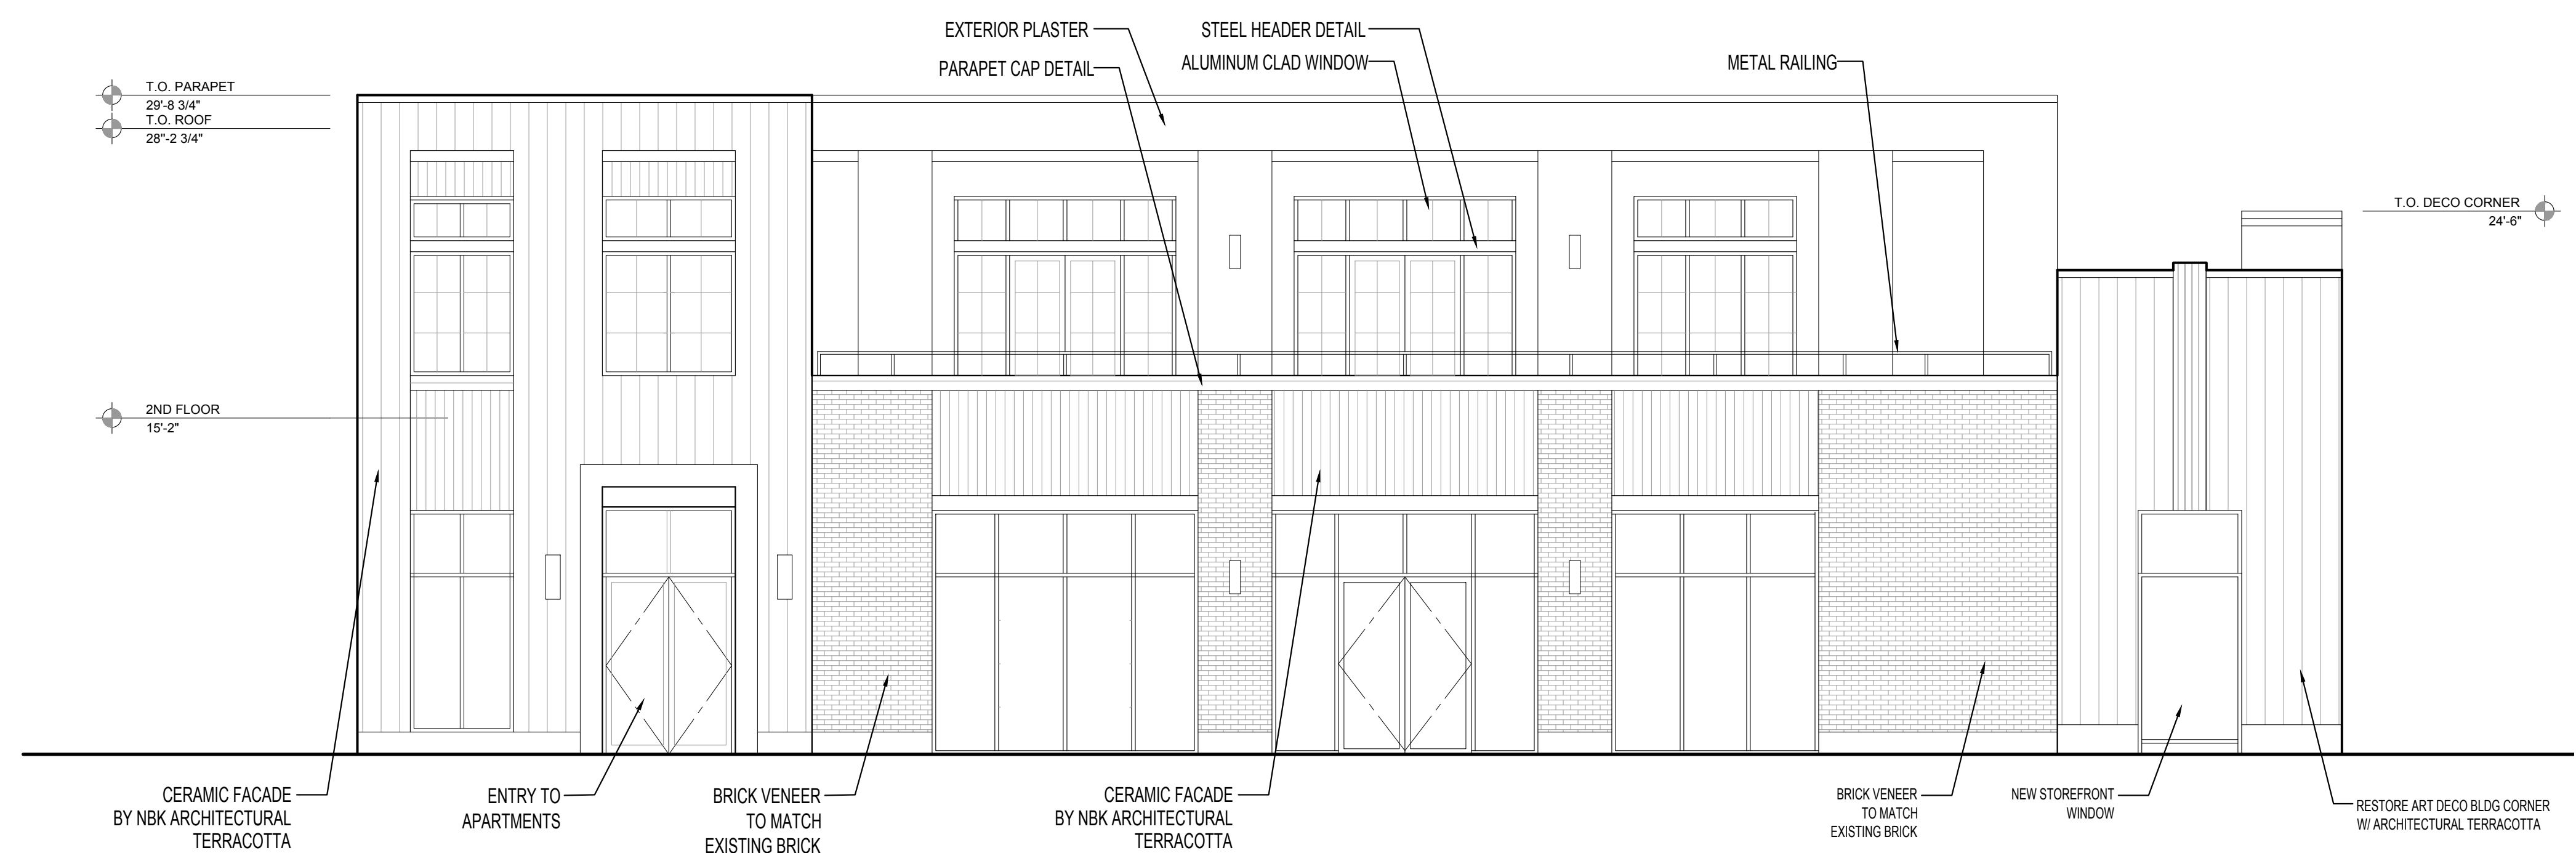 EXTERIOR PLASTER
STEEL HEADER DETAIL
PARAPET CAP DETAIL
ALUMINUM CLAD WINDOW
METAL RAILING
T.O. PARAPET
29'-8 3/4"
T.O. ROOF
28"-2 3/4"
T.O. DECO CORNER
24'-6"
2ND FLOOR
15'-2"
CERAMIC FACADE
BY NBK ARCHITECTURAL
TERRACOTTA
ENTRY TO
APARTMENTS
BRICK VENEER
TO MATCH
EXISTING BRICK
CERAMIC FACADE
BY NBK ARCHITECTURAL
TERRACOTTA
BRICK VENEER
TO MATCH
EXISTING BRICK
NEW STOREFRONT
WINDOW
RESTORE ART DECO BLDG CORNER
W/ ARCHITECTURAL TERRACOTTA